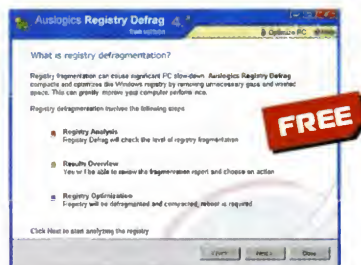 Auslogics Registry Defrag 4
Optimize PC
What is registry defragmentation?
Registry fragmentation can cause significant PC slow-down. Auslogics Registry Defrag
compacts and optimizes the Windows registry by removing unnecessary gaps and wasted
space. This can greatly improve your computer performance.
Registry defragmentation involves the following steps
Registry Analysis
Registry Defrag will check the level of registry fragmentation
Results Overview
You will be able to review the fragmentation report and choose an action
Registry Optimization
Registry will be defragmented and compacted, reboot is required
Click Next to start analyzing the registry
Next > Close
FREE